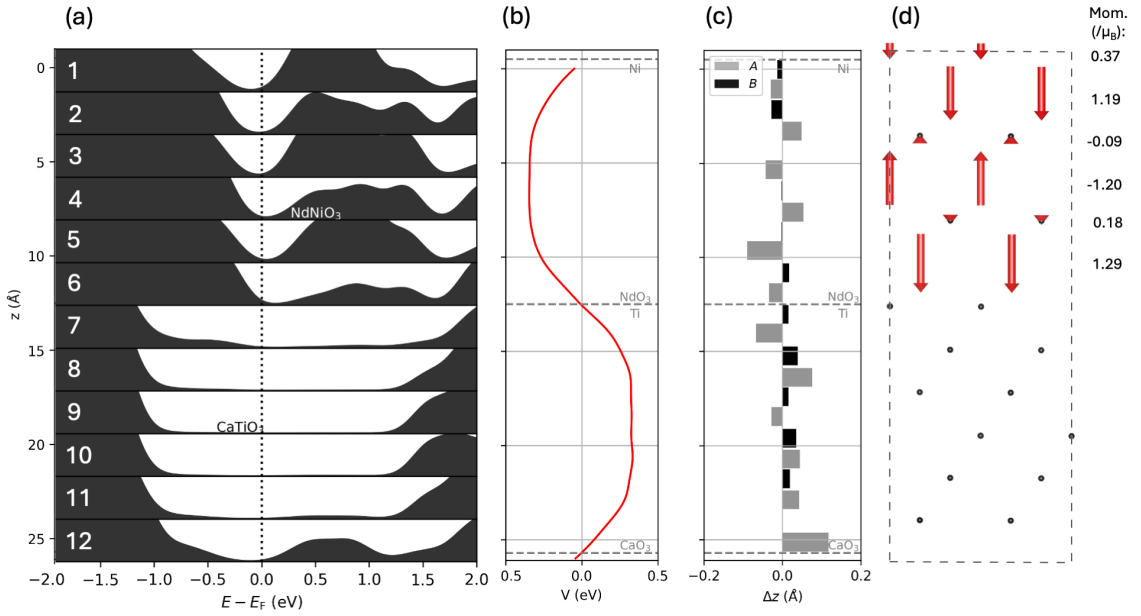 (a)
(b)
(c)
(d)
Mom.
(/μB):
0
5
10
15
20
25
z (Å)
1
2
3
4
5
6
7
8
9
10
11
12
NdNiO3
CaTiO3
−2.0 −1.5 −1.0 −0.5 0.0 0.5 1.0 1.5 2.0
E − EF (eV)
Ni
NdO3
Ti
CaO3
0.5 0.0 0.5
V (eV)
A
B
Ni
NdO3
Ti
CaO3
−0.2 0.0 0.2
Δz (Å)
0.37
1.19
-0.09
-1.20
0.18
1.29